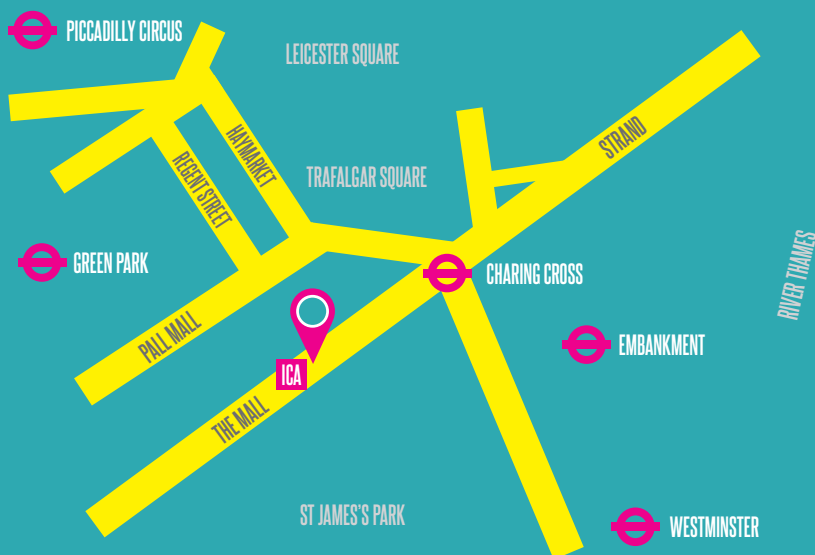 PICCADILLY CIRCUS
LEICESTER SQUARE
STRAND
HAYMARKET
REGENT STREET
TRAFALGAR SQUARE
GREEN PARK
CHARING CROSS
RIVER THAMES
PALL MALL
EMBANKMENT
ICA
THE MALL
ST JAMES'S PARK
WESTMINSTER